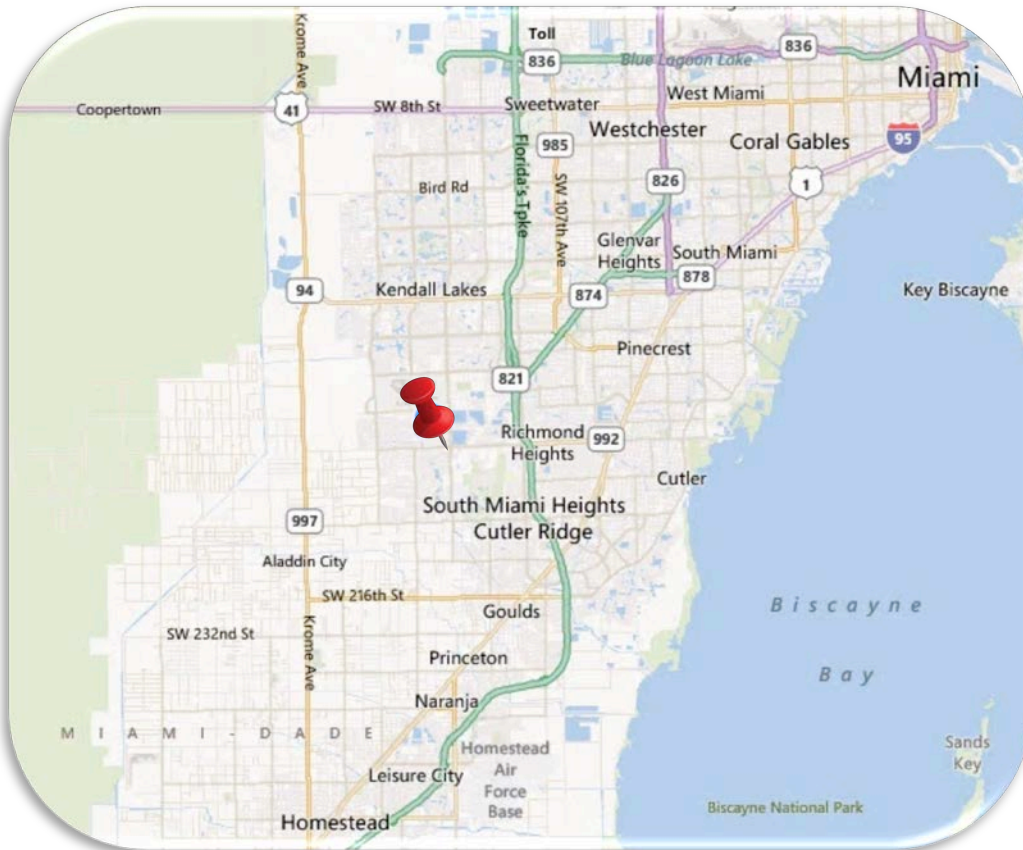 Krome Ave
Toll
836
836
Blue Lagoon Lake
Miami
West Miami
Coopertown
41
SW 8th St
Sweetwater
Westchester
Coral Gables
95
985
Florida's Tpke
SW 107th Ave
826
1
Bird Rd
Glenvar
Heights
South Miami
878
94
Kendall Lakes
874
Key Biscayne
Pinecrest
821
Richmond
Heights
992
Cutler
South Miami Heights
Cutler Ridge
997
Aladdin City
SW 216th St
Goulds
Biscayne
Bay
SW 232nd St
Krome Ave
Princeton
Naranja
MIAMI-DADE
Homestead
Air
Force
Base
Sands
Key
Leisure City
Biscayne National Park
Homestead